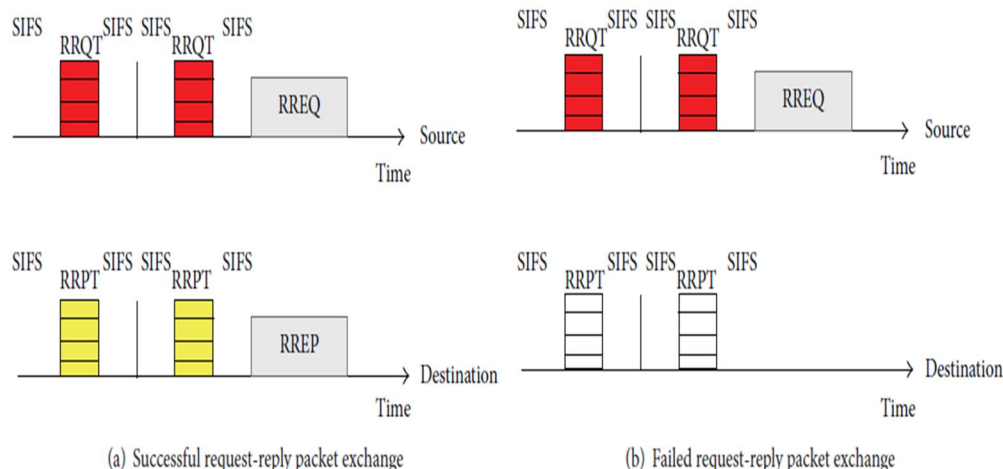 SIFS SIFS SIFS SIFS
RRQT RRQT
RREQ
Source
Time
SIFS SIFS SIFS SIFS
RRPT RRPT
RREP
Destination
Time
(a) Successful request-reply packet exchange
SIFS SIFS SIFS SIFS
RRQT RRQT
RREQ
Source
Time
SIFS SIFS SIFS SIFS
RRPT RRPT
Destination
Time
(b) Failed request-reply packet exchange